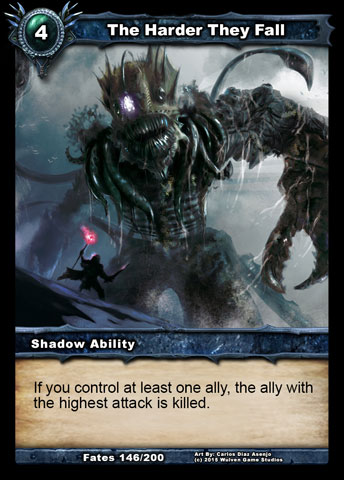 4
The Harder They Fall
Shadow Ability
If you control at least one ally, the ally with
the highest attack is killed.
Fates 146/200
Art By: Carlos Diaz Asenjo
(c) 2015 Wulven Game Studios